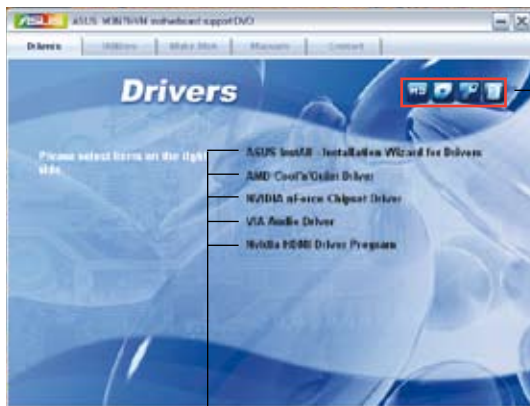 ASUS motherboard support DVD
Drivers Utilities Make Disk Manuals Contact
Drivers
Please select items on the right side.
ASUS InstAll - Installation Wizard for Drivers
AMD Cool'n'Quiet Driver
NVIDIA nForce Chipset Driver
VIA Audio Driver
Nvidia HDMI Driver Program